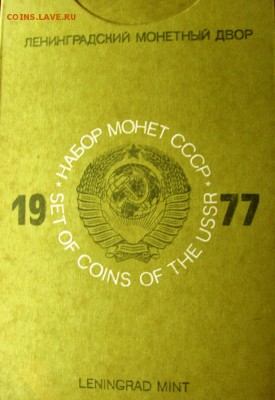 COINS.LAVE.RU
ЛЕНИНГРАДСКИЙ МОНЕТНЫЙ ДВОР
НАБОР МОНЕТ СССР
19 77
SET OF COINS OF THE USSR
LENINGRAD MINT